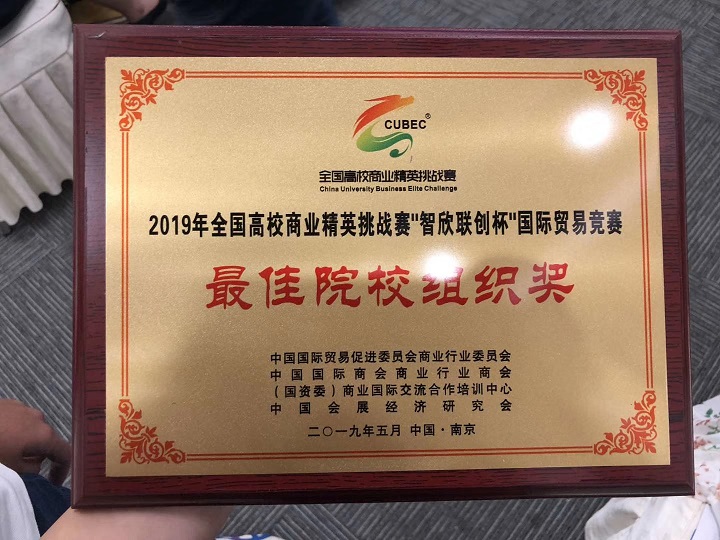 CUBEC®
全国高校商业精英挑战赛
China University Business Elite Challenge
2019年全国高校商业精英挑战赛"智欣联创杯"国际贸易竞赛
最佳院校组织奖
中国国际贸易促进委员会商业行业委员会
中国国际商会商业行业商会
（国资委）商业国际交流合作培训中心
中国会展经济研究会
二〇一九年五月 中国·南京